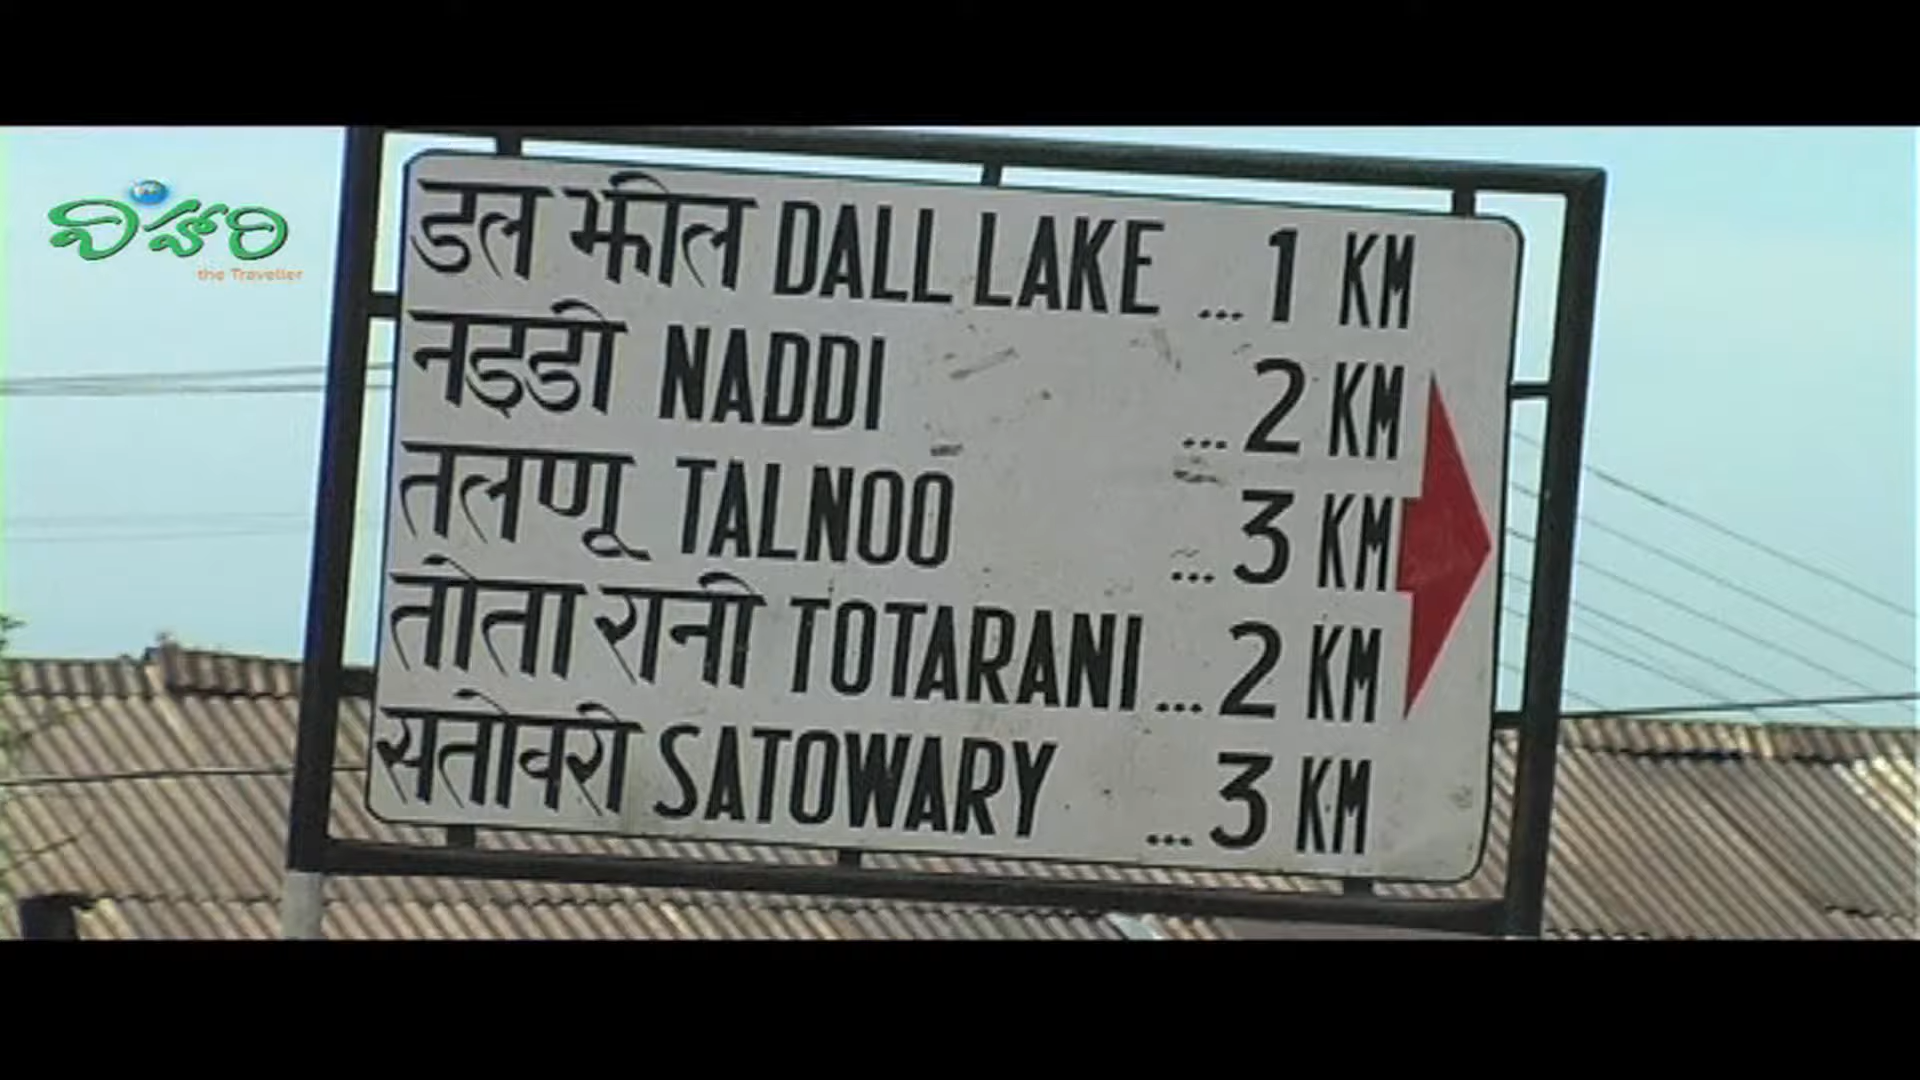 విహారి
the Traveller
डल झील DALL LAKE ... 1 KM
नड्डी NADDI ... 2 KM
तलणू TALNOO ... 3 KM
तोता रानी TOTARANI ... 2 KM
सतोवरी SATOWARY ... 3 KM